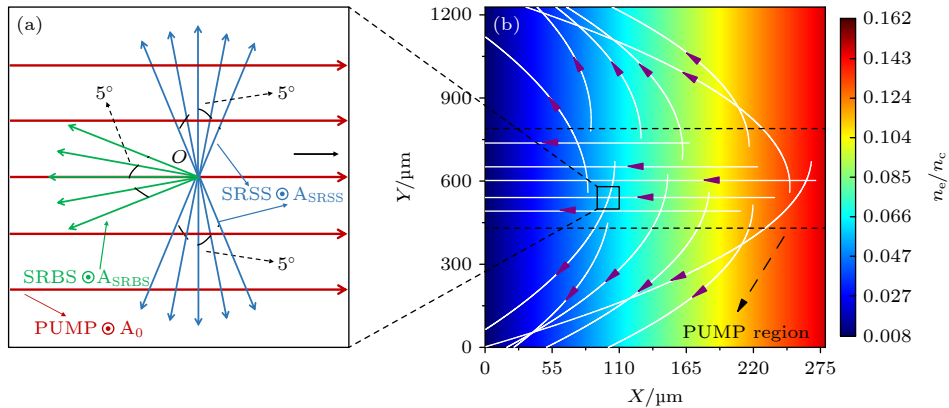 (a)
5°
5°
O
SRSS ⊙ A_SRSS
SRBS ⊙ A_SRBS
5°
PUMP ⊙ A_0
(b)
1200
900
600
300
0
Y/μm
PUMP region
0
55
110
165
220
275
X/μm
0.162
0.143
0.124
0.104
0.085
0.066
0.047
0.027
0.008
n_e/n_c